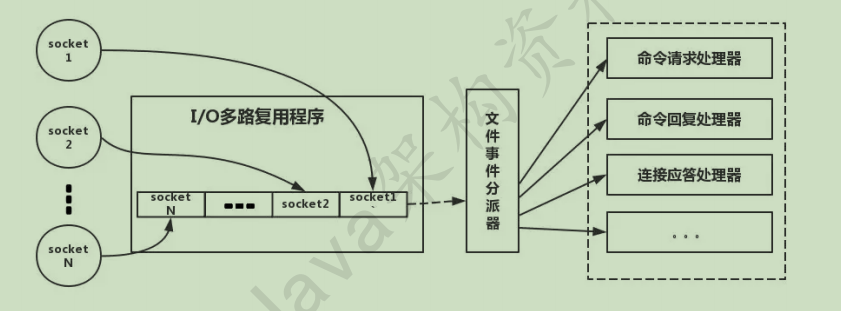 socket
1
socket
2
socket
N
I/O多路复用程序
socket
N
socket2
socket1
文
件
事
件
分
派
器
命令请求处理器
命令回复处理器
连接应答处理器
...
Java架构资料